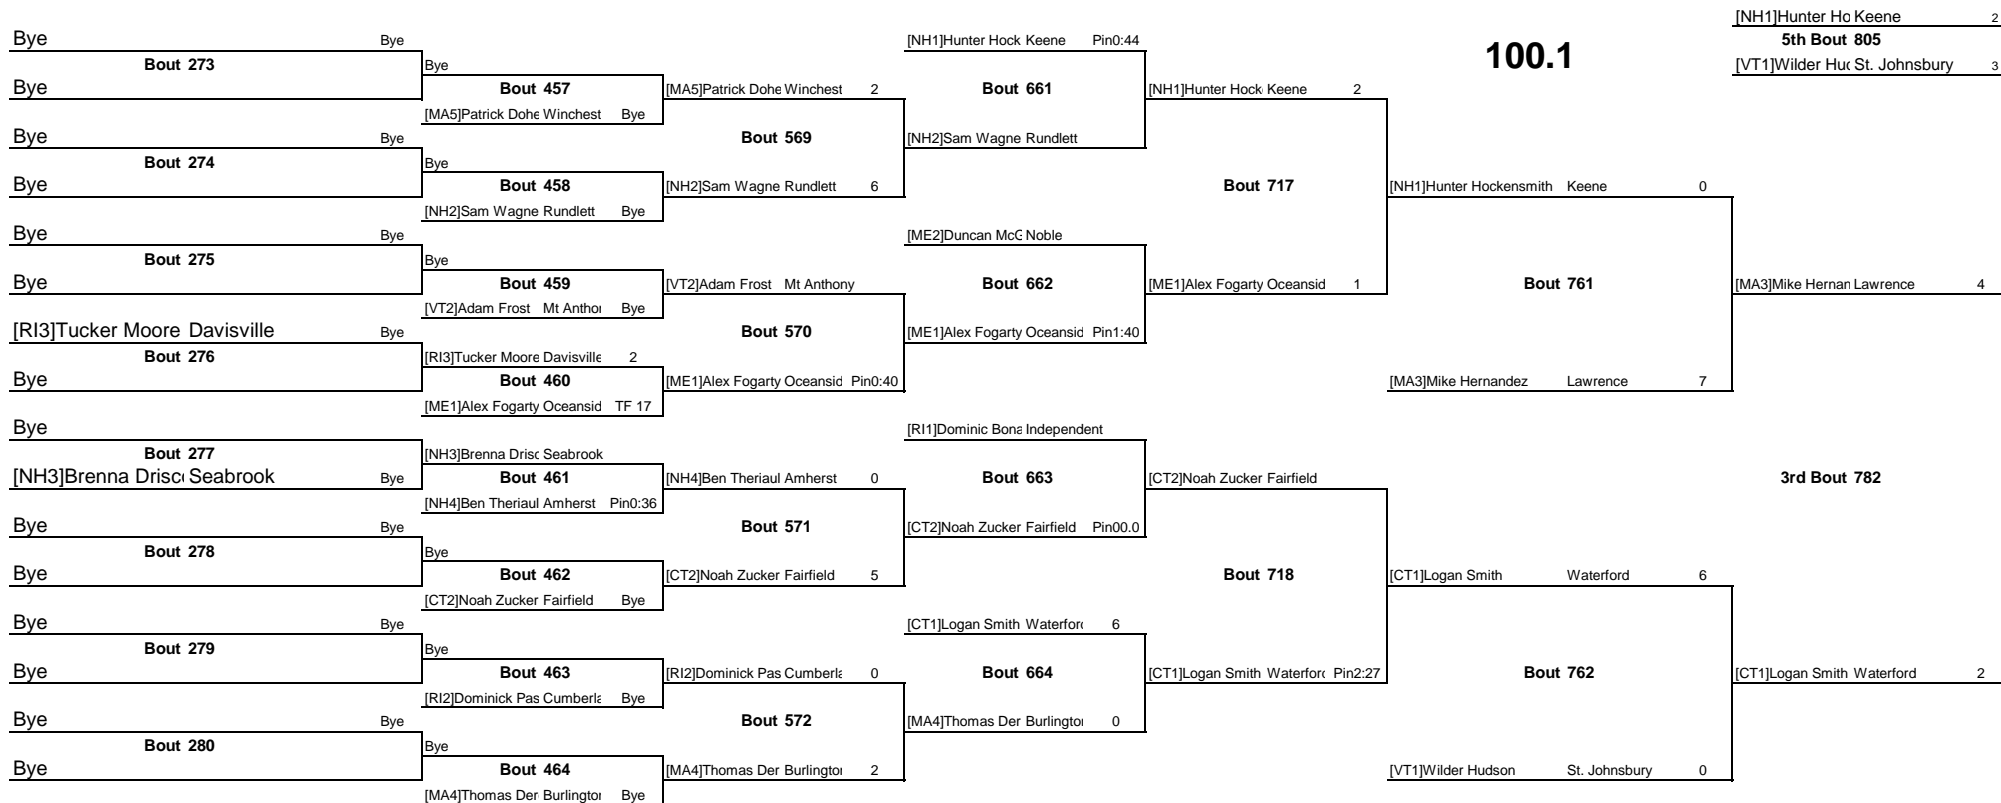 [NH1]Hunter Ho Keene 2
Bye Bye [NH1]Hunter Hock Keene Pin0:44 100.1 5th Bout 805
Bout 273 Bye [VT1]Wilder Huc St. Johnsbury 3
Bye Bout 457 [MA5]Patrick Dohe Winchest 2 Bout 661 [NH1]Hunter Hock Keene 2
[MA5]Patrick Dohe Winchest Bye
Bye Bye Bout 569 [NH2]Sam Wagne Rundlett
Bout 274 Bye
Bye Bout 458 [NH2]Sam Wagne Rundlett 6 Bout 717 [NH1]Hunter Hockensmith Keene 0
[NH2]Sam Wagne Rundlett Bye
Bye Bye [ME2]Duncan McG Noble
Bout 275 Bye
Bye Bout 459 [VT2]Adam Frost Mt Anthony Bout 662 [ME1]Alex Fogarty Oceansid 1 Bout 761 [MA3]Mike Hernan Lawrence 4
[VT2]Adam Frost Mt Anthor Bye
[RI3]Tucker Moore Davisville Bye Bout 570 [ME1]Alex Fogarty Oceansid Pin1:40
Bout 276 [RI3]Tucker Moore Davisville 2
Bye Bout 460 [ME1]Alex Fogarty Oceansid Pin0:40 [MA3]Mike Hernandez Lawrence 7
[ME1]Alex Fogarty Oceansid TF 17
Bye [RI1]Dominic Bona Independent
Bout 277 [NH3]Brenna Drisc Seabrook
[NH3]Brenna Drisc Seabrook Bye Bout 461 [NH4]Ben Theriaul Amherst 0 Bout 663 [CT2]Noah Zucker Fairfield 3rd Bout 782
[NH4]Ben Theriaul Amherst Pin0:36
Bye Bye Bout 571 [CT2]Noah Zucker Fairfield Pin00.0
Bout 278 Bye
Bye Bout 462 [CT2]Noah Zucker Fairfield 5 Bout 718 [CT1]Logan Smith Waterford 6
[CT2]Noah Zucker Fairfield Bye
Bye Bye [CT1]Logan Smith Waterford 6
Bout 279 Bye
Bye Bout 463 [RI2]Dominick Pas Cumberla 0 Bout 664 [CT1]Logan Smith Waterford Pin2:27 Bout 762 [CT1]Logan Smith Waterford 2
[RI2]Dominick Pas Cumberla Bye
Bye Bye Bout 572 [MA4]Thomas Der Burlington 0
Bout 280 Bye
Bye Bout 464 [MA4]Thomas Der Burlington 2 [VT1]Wilder Hudson St. Johnsbury 0
[MA4]Thomas Der Burlington Bye